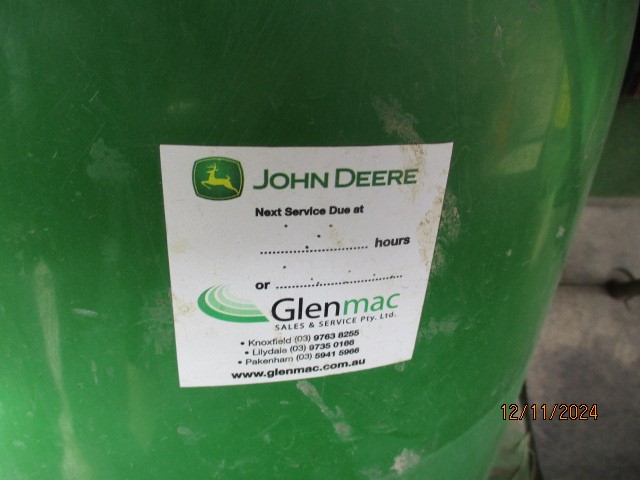 JOHN DEERE
Next Service Due at
.......................... hours
or ...............................
Glenmac
SALES & SERVICE Pty. Ltd.
• Knoxfield (03) 9763 8255
• Lilydale (03) 9735 0166
• Pakenham (03) 5941 5966
www.glenmac.com.au
12/11/2024